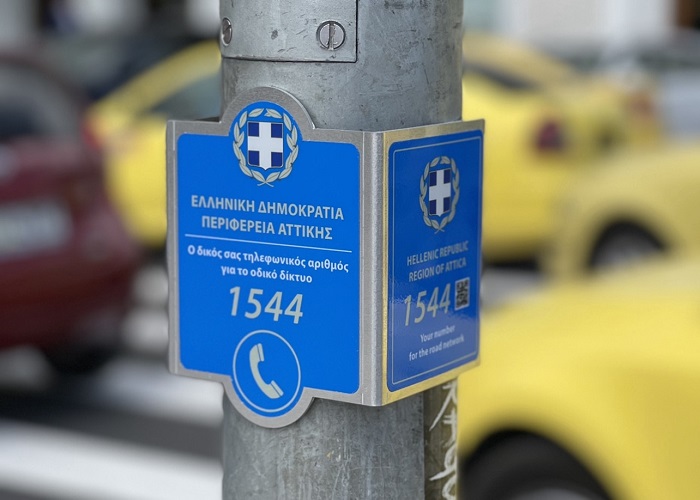 ΕΛΛΗΝΙΚΗ ΔΗΜΟΚΡΑΤΙΑ
ΠΕΡΙΦΕΡΕΙΑ ΑΤΤΙΚΗΣ
Ο δικός σας τηλεφωνικός αριθμός
για το οδικό δίκτυο
1544
HELLENIC REPUBLIC
REGION OF ATTICA
1544
Your number
for the road network